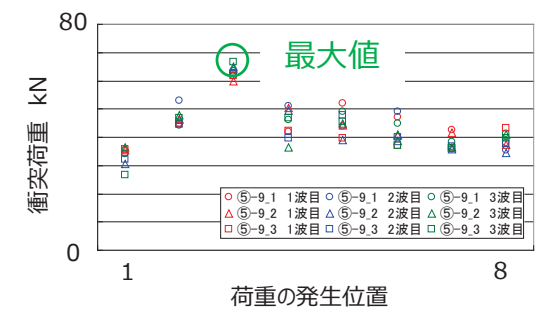 80
最大値
衝突荷重 kN
○ ⑤-9_1 1波目 ○ ⑤-9_1 2波目 ○ ⑤-9_1 3波目
△ ⑤-9_2 1波目 △ ⑤-9_2 2波目 △ ⑤-9_2 3波目
□ ⑤-9_3 1波目 □ ⑤-9_3 2波目 □ ⑤-9_3 3波目
0
1 8
荷重の発生位置